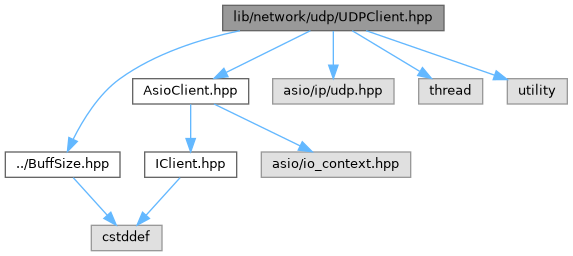 lib/network/udp/UDPClient.hpp
AsioClient.hpp
asio/ip/udp.hpp
thread
utility
../BuffSize.hpp
IClient.hpp
asio/io_context.hpp
cstddef